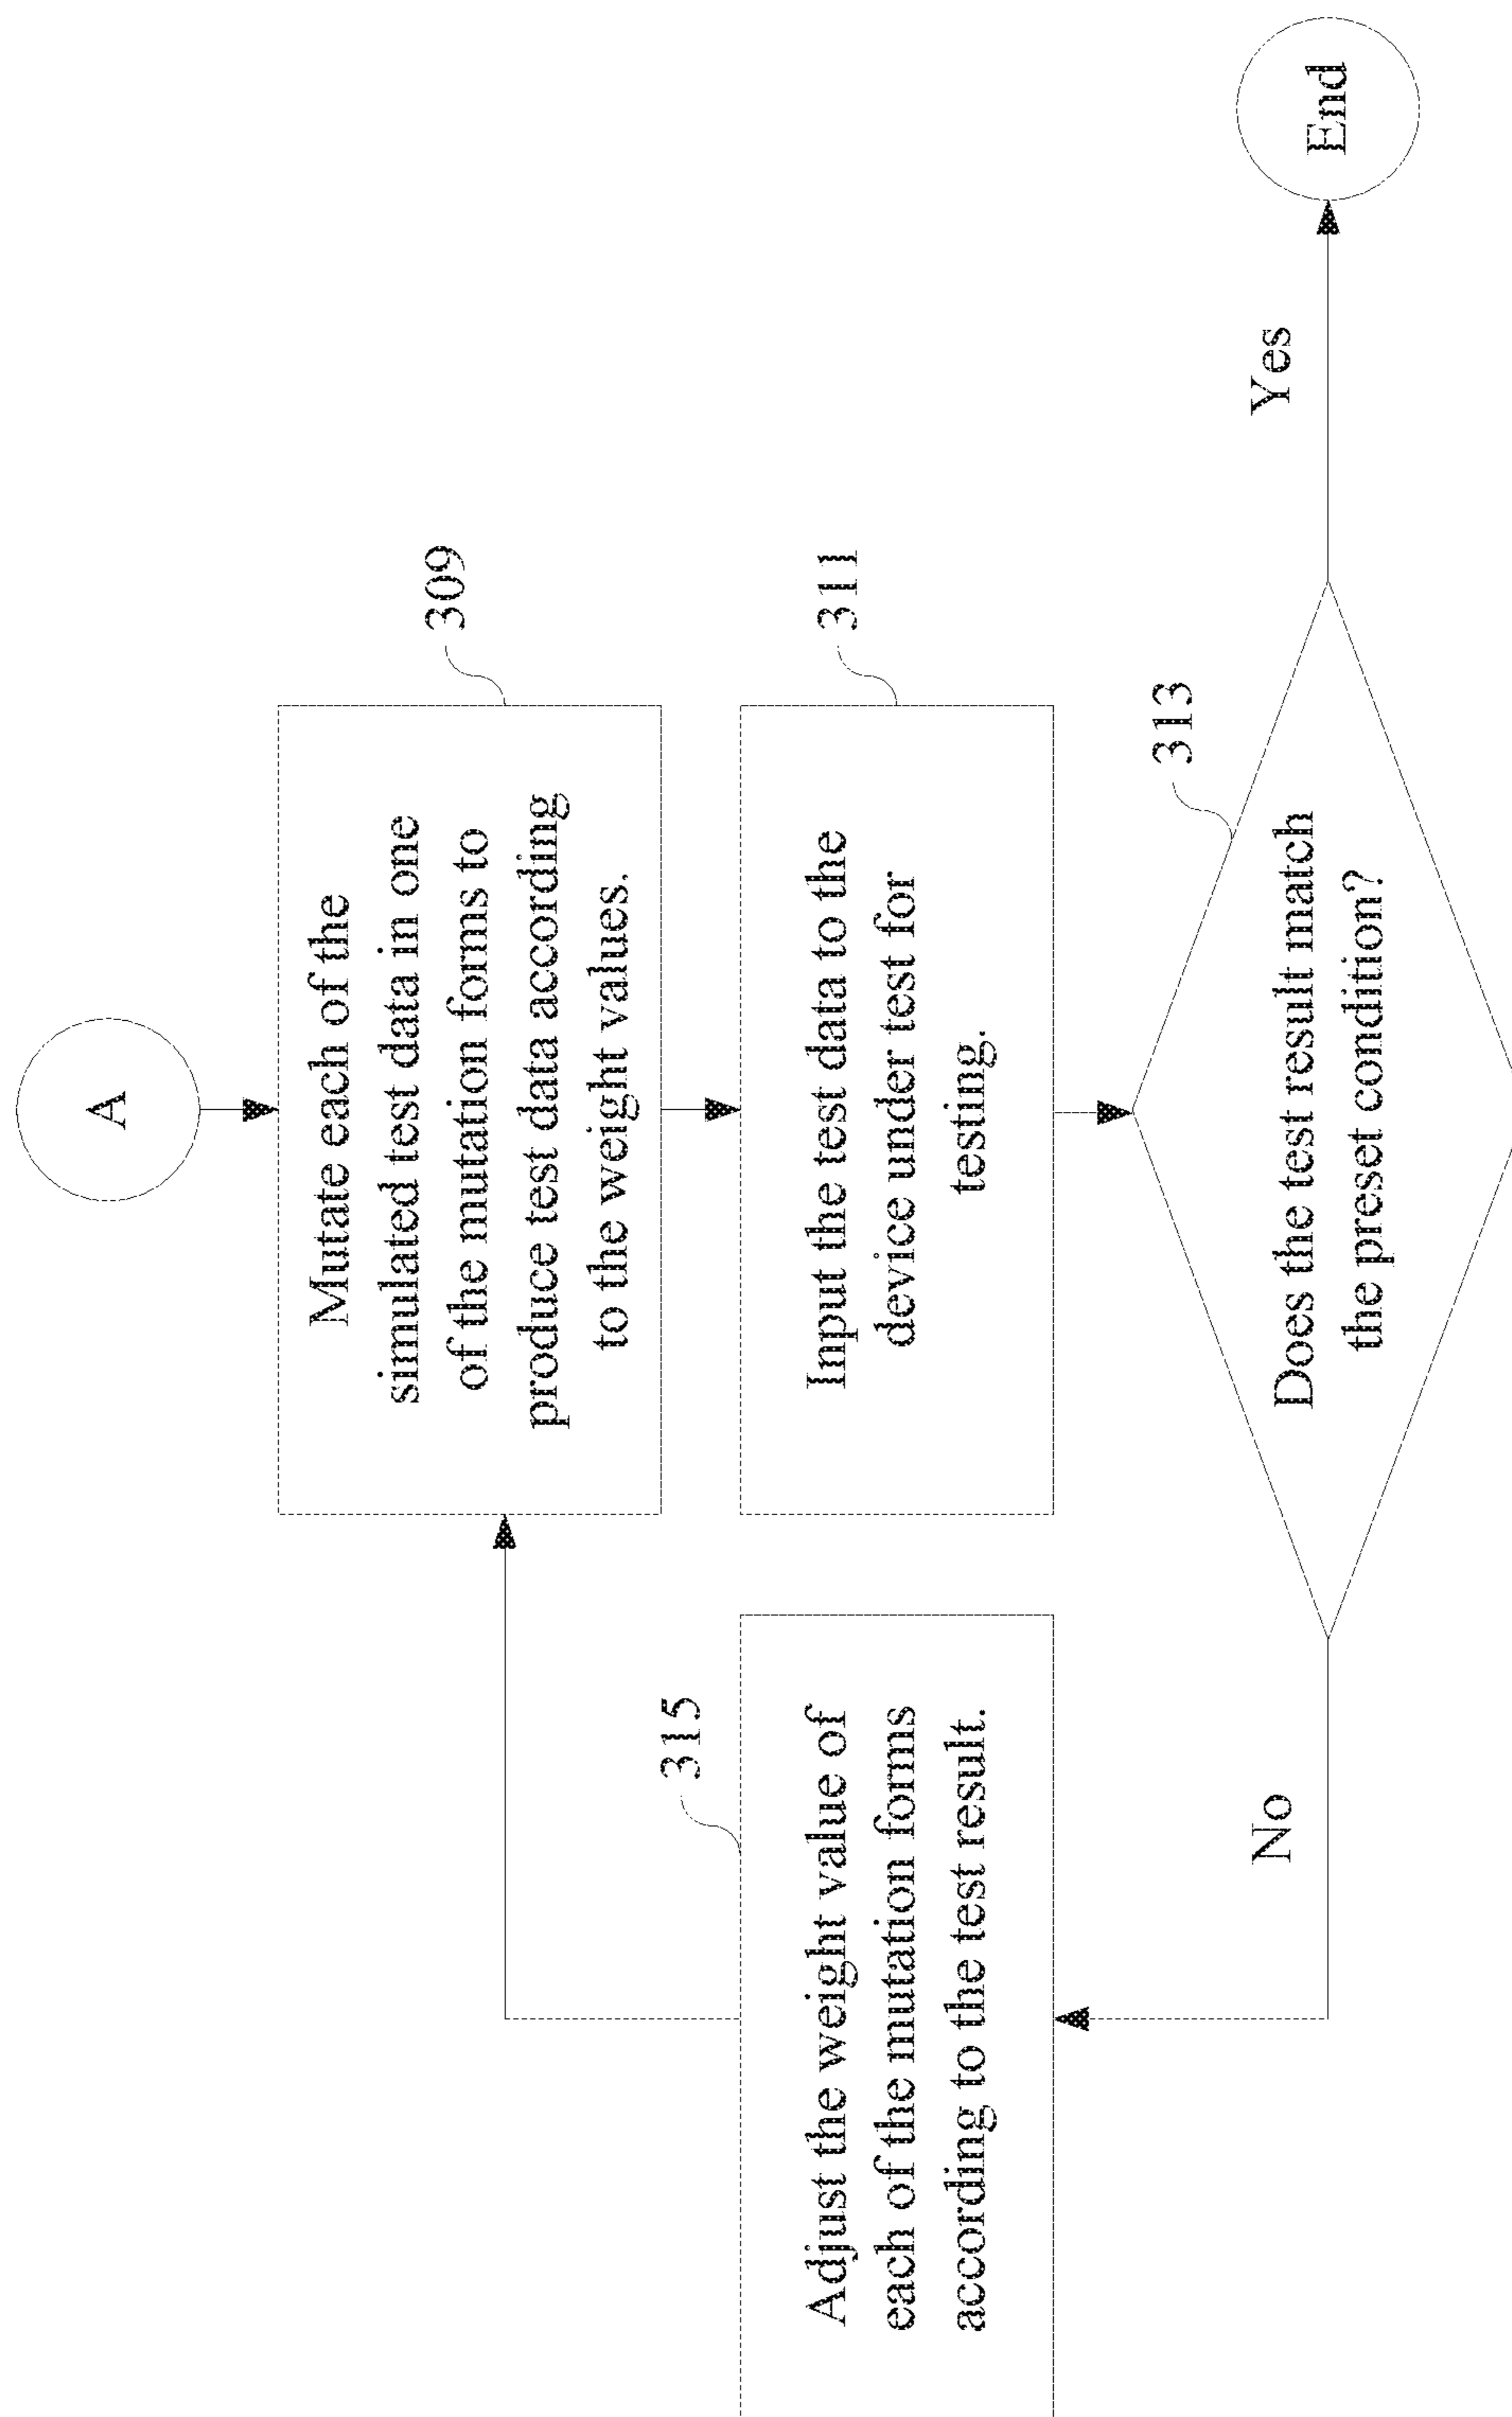 A
Mutate each of the
simulated test data in one
of the mutation forms to
produce test data according
to the weight values.
309
Input the test data to the
device under test for
testing.
311
Does the test result match
the preset condition?
313
Yes
End
No
Adjust the weight value of
each of the mutation forms
according to the test result.
315